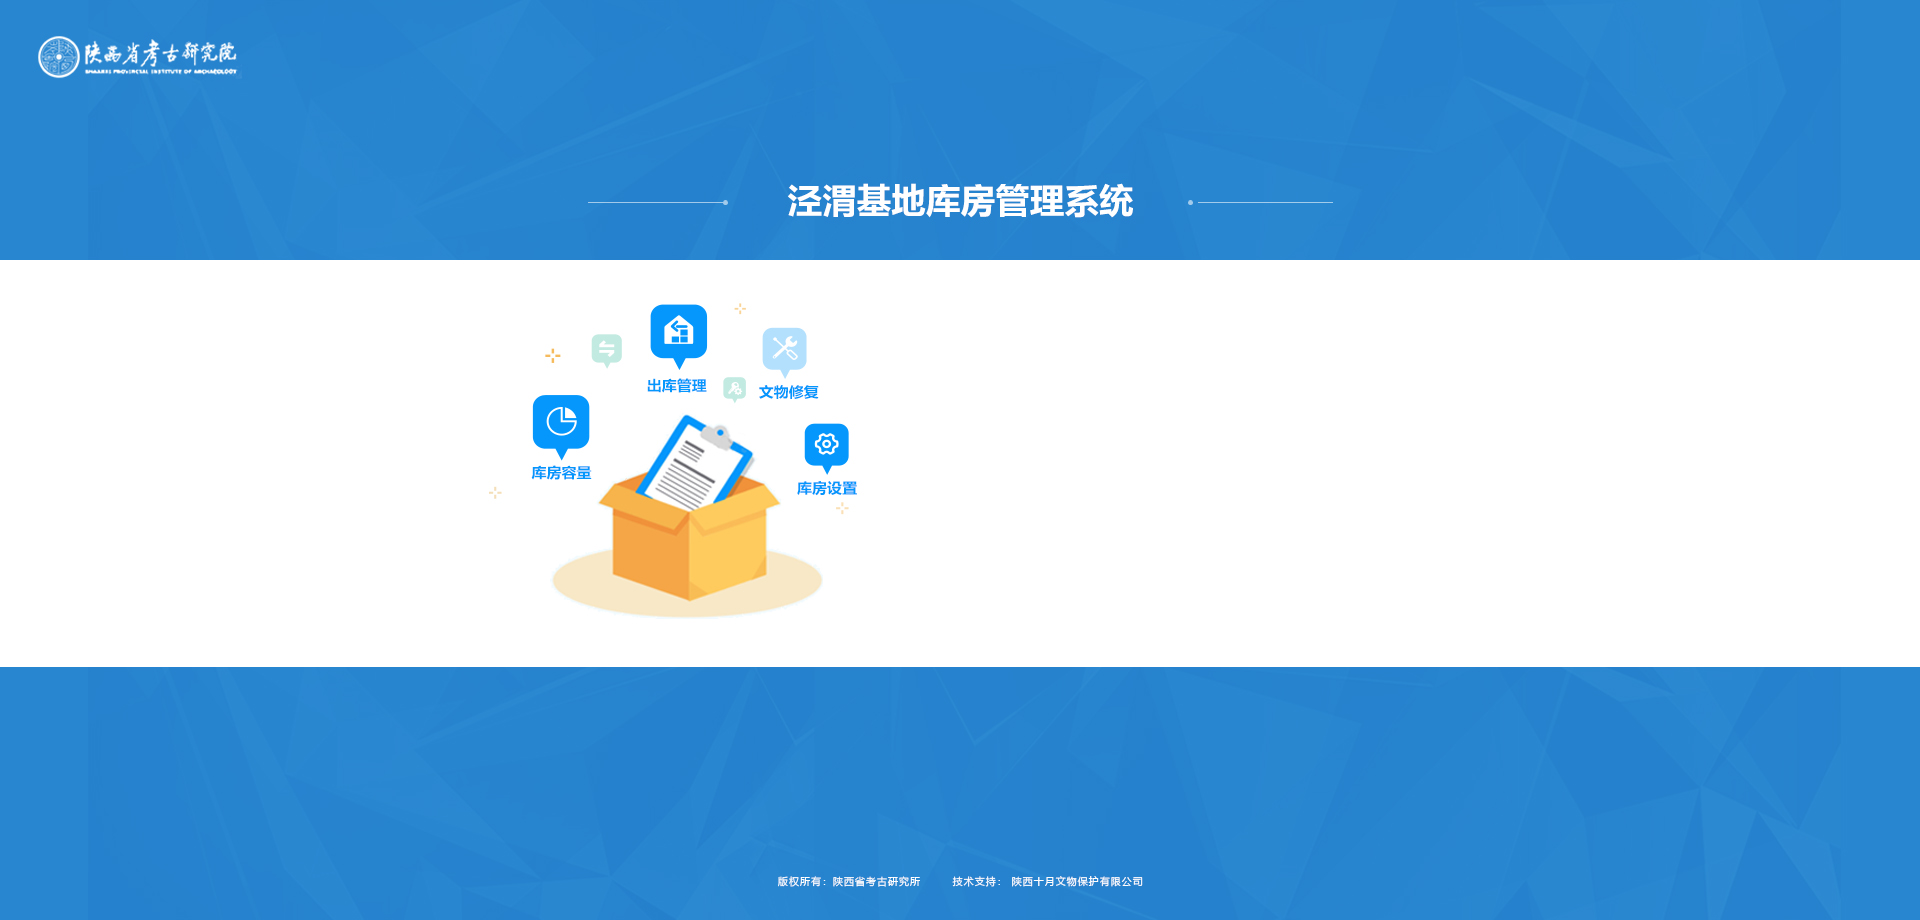 陕西省考古研究院
SHAANXI PROVINCIAL INSTITUTE OF ARCHAEOLOGY
泾渭基地库房管理系统
出库管理
文物修复
库房容量
库房设置
版权所有：陕西省考古研究所 技术支持： 陕西十月文物保护有限公司